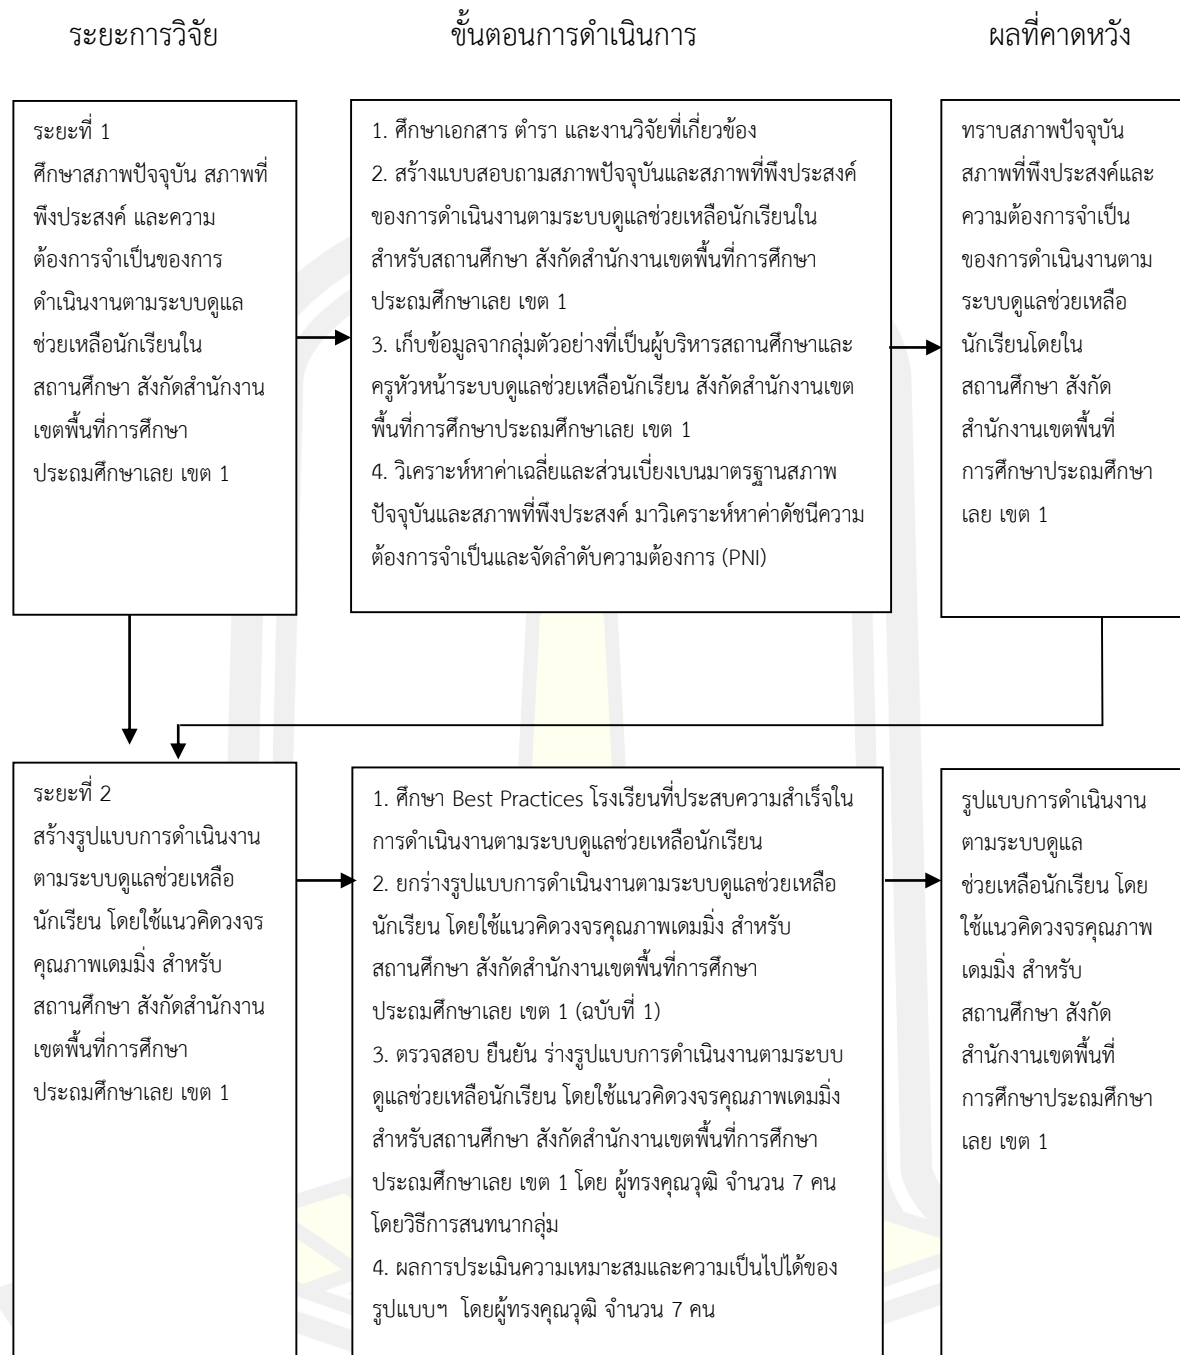 ระยะการวิจัย
ขั้นตอนการดำเนินการ
ผลที่คาดหวัง
ระยะที่ 1
ศึกษาสภาพปัจจุบัน สภาพที่
พึงประสงค์ และความ
ต้องการจำเป็นของการ
ดำเนินงานตามระบบดูแล
ช่วยเหลือนักเรียนใน
สถานศึกษา สังกัดสำนักงาน
เขตพื้นที่การศึกษา
ประถมศึกษาเลย เขต 1
1. ศึกษาเอกสาร ตำรา และงานวิจัยที่เกี่ยวข้อง
2. สร้างแบบสอบถามสภาพปัจจุบันและสภาพที่พึงประสงค์
ของการดำเนินงานตามระบบดูแลช่วยเหลือนักเรียนใน
สำหรับสถานศึกษา สังกัดสำนักงานเขตพื้นที่การศึกษา
ประถมศึกษาเลย เขต 1
3. เก็บข้อมูลจากกลุ่มตัวอย่างที่เป็นผู้บริหารสถานศึกษาและ
ครูหัวหน้าระบบดูแลช่วยเหลือนักเรียน สังกัดสำนักงานเขต
พื้นที่การศึกษาประถมศึกษาเลย เขต 1
4. วิเคราะห์หาค่าเฉลี่ยและส่วนเบี่ยงเบนมาตรฐานสภาพ
ปัจจุบันและสภาพที่พึงประสงค์ มาวิเคราะห์หาค่าดัชนีความ
ต้องการจำเป็นและจัดลำดับความต้องการ (PNI)
ทราบสภาพปัจจุบัน
สภาพที่พึงประสงค์และ
ความต้องการจำเป็น
ของการดำเนินงานตาม
ระบบดูแลช่วยเหลือ
นักเรียนโดยใน
สถานศึกษา สังกัด
สำนักงานเขตพื้นที่
การศึกษาประถมศึกษา
เลย เขต 1
ระยะที่ 2
สร้างรูปแบบการดำเนินงาน
ตามระบบดูแลช่วยเหลือ
นักเรียน โดยใช้แนวคิดวงจร
คุณภาพเดมมิ่ง สำหรับ
สถานศึกษา สังกัดสำนักงาน
เขตพื้นที่การศึกษา
ประถมศึกษาเลย เขต 1
1. ศึกษา Best Practices โรงเรียนที่ประสบความสำเร็จใน
การดำเนินงานตามระบบดูแลช่วยเหลือนักเรียน
2. ยกร่างรูปแบบการดำเนินงานตามระบบดูแลช่วยเหลือ
นักเรียน โดยใช้แนวคิดวงจรคุณภาพเดมมิ่ง สำหรับ
สถานศึกษา สังกัดสำนักงานเขตพื้นที่การศึกษา
ประถมศึกษาเลย เขต 1 (ฉบับที่ 1)
3. ตรวจสอบ ยืนยัน ร่างรูปแบบการดำเนินงานตามระบบ
ดูแลช่วยเหลือนักเรียน โดยใช้แนวคิดวงจรคุณภาพเดมมิ่ง
สำหรับสถานศึกษา สังกัดสำนักงานเขตพื้นที่การศึกษา
ประถมศึกษาเลย เขต 1 โดย ผู้ทรงคุณวุฒิ จำนวน 7 คน
โดยวิธีการสนทนากลุ่ม
4. ผลการประเมินความเหมาะสมและความเป็นไปได้ของ
รูปแบบฯ โดยผู้ทรงคุณวุฒิ จำนวน 7 คน
รูปแบบการดำเนินงาน
ตามระบบดูแล
ช่วยเหลือนักเรียน โดย
ใช้แนวคิดวงจรคุณภาพ
เดมมิ่ง สำหรับ
สถานศึกษา สังกัด
สำนักงานเขตพื้นที่
การศึกษาประถมศึกษา
เลย เขต 1